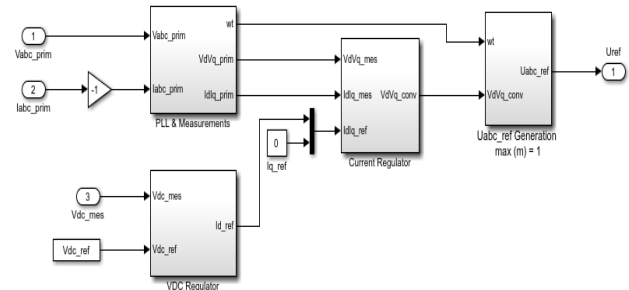 1
Vabc_prim
2
Iabc_prim
-1
Vabc_prim
Iabc_prim
wt
VdVq_prim
IdIq_prim
PLL & Measurements
0
Iq_ref
VdVq_mes
IdIq_mes
IdIq_ref
VdVq_conv
Current Regulator
wt
VdVq_conv
Uabc_ref
Uabc_ref Generation
max (m) = 1
Uref
1
3
Vdc_mes
Vdc_ref
Vdc_mes
Vdc_ref
Id_ref
VDC Regulator